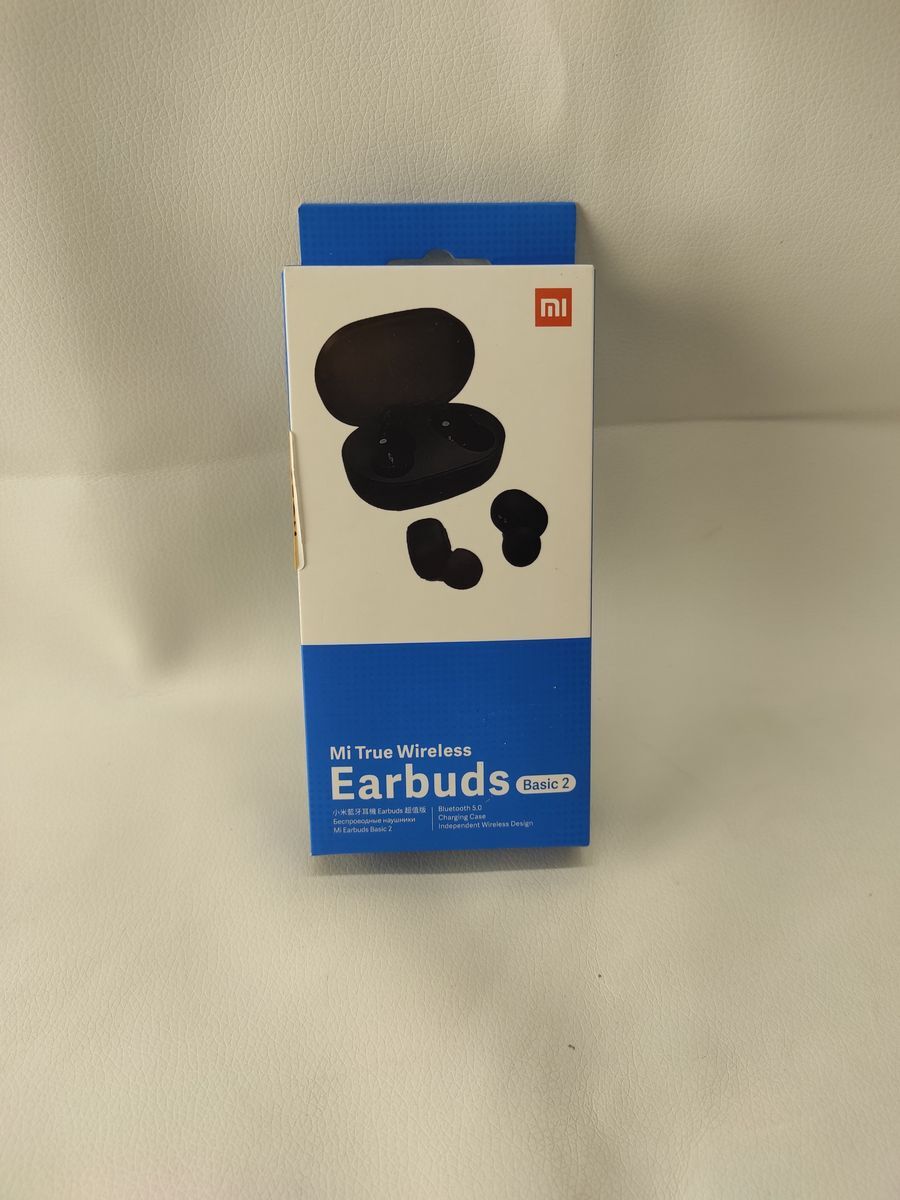 mi
Mi True Wireless
Earbuds Basic 2
小米藍牙耳機 Earbuds 超值版
Беспроводные наушники
Mi Earbuds Basic 2
Bluetooth 5.0
Charging Case
Independent Wireless Design